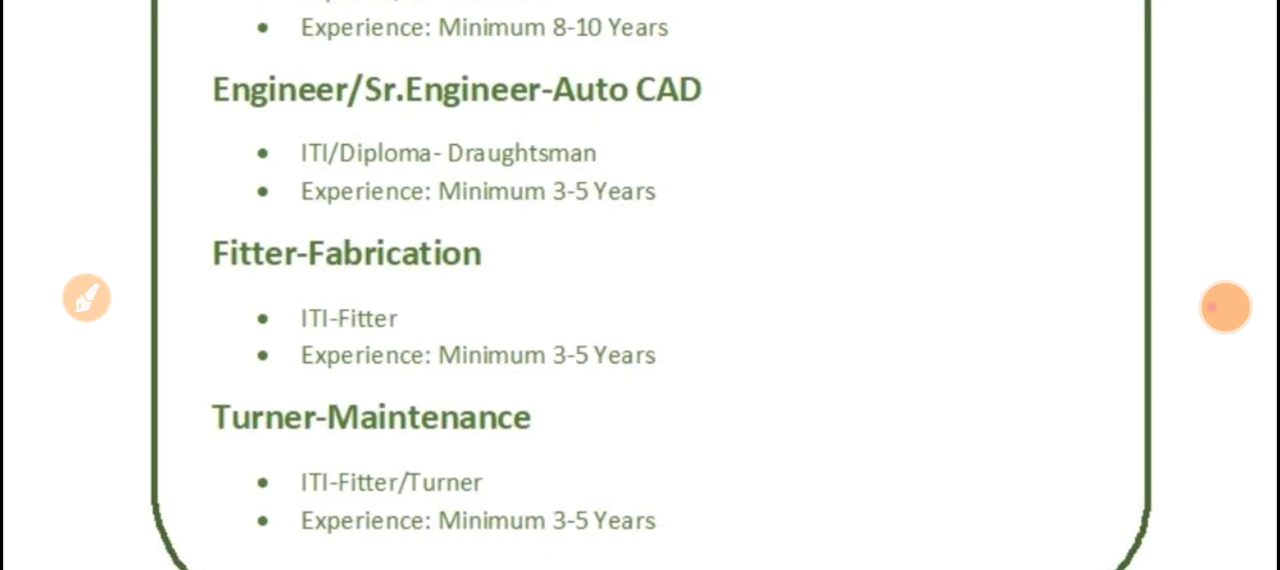 • Experience: Minimum 8-10 Years
Engineer/Sr.Engineer-Auto CAD
• ITI/Diploma- Draughtsman
• Experience: Minimum 3-5 Years
Fitter-Fabrication
• ITI-Fitter
• Experience: Minimum 3-5 Years
Turner-Maintenance
• ITI-Fitter/Turner
• Experience: Minimum 3-5 Years